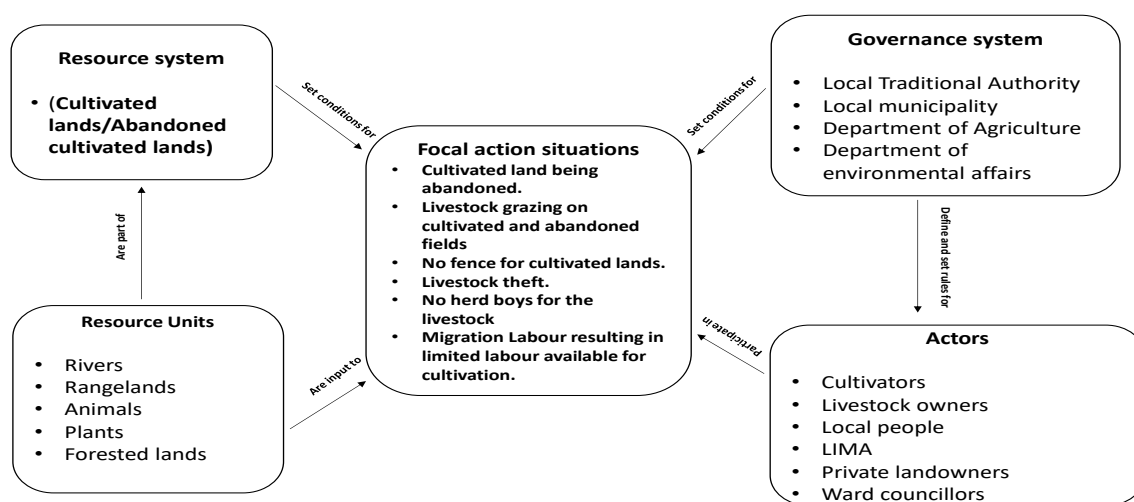 Resource system
• (Cultivated
lands/Abandoned
cultivated lands)
Set conditions for
Governance system
• Local Traditional Authority
• Local municipality
• Department of Agriculture
• Department of
environmental affairs
Set conditions for
Focal action situations
• Cultivated land being
abandoned.
• Livestock grazing on
cultivated and abandoned
fields
• No fence for cultivated lands.
• Livestock theft.
• No herd boys for the
livestock
• Migration Labour resulting in
limited labour available for
cultivation.
Are part of
Define and set rules for
Resource Units
• Rivers
• Rangelands
• Animals
• Plants
• Forested lands
Are input to
Participate in
Actors
• Cultivators
• Livestock owners
• Local people
• LIMA
• Private landowners
• Ward councillors